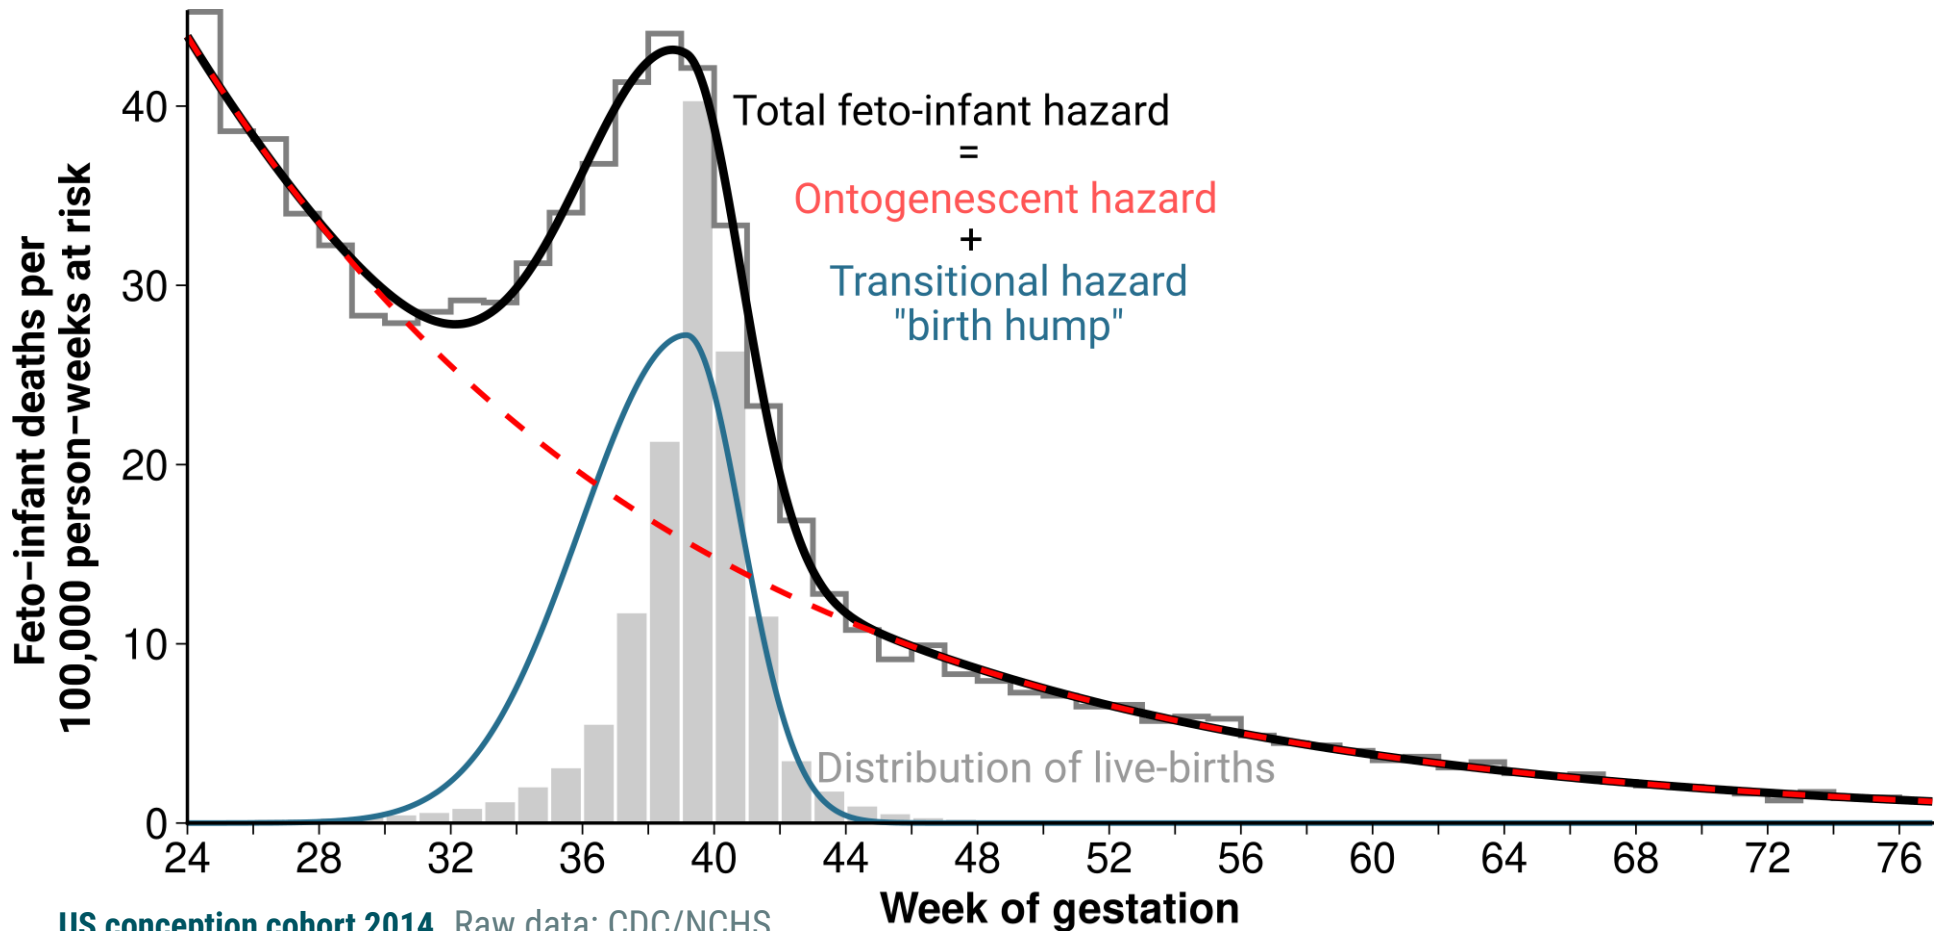 Feto−infant deaths per
100,000 person−weeks at risk
40
30
20
10
0
Total feto-infant hazard
=
Ontogenescent hazard
+
Transitional hazard
"birth hump"
Distribution of live-births
24 28 32 36 40 44 48 52 56 60 64 68 72 76
Week of gestation
US conception cohort 2014 Raw data: CDC/NCHS